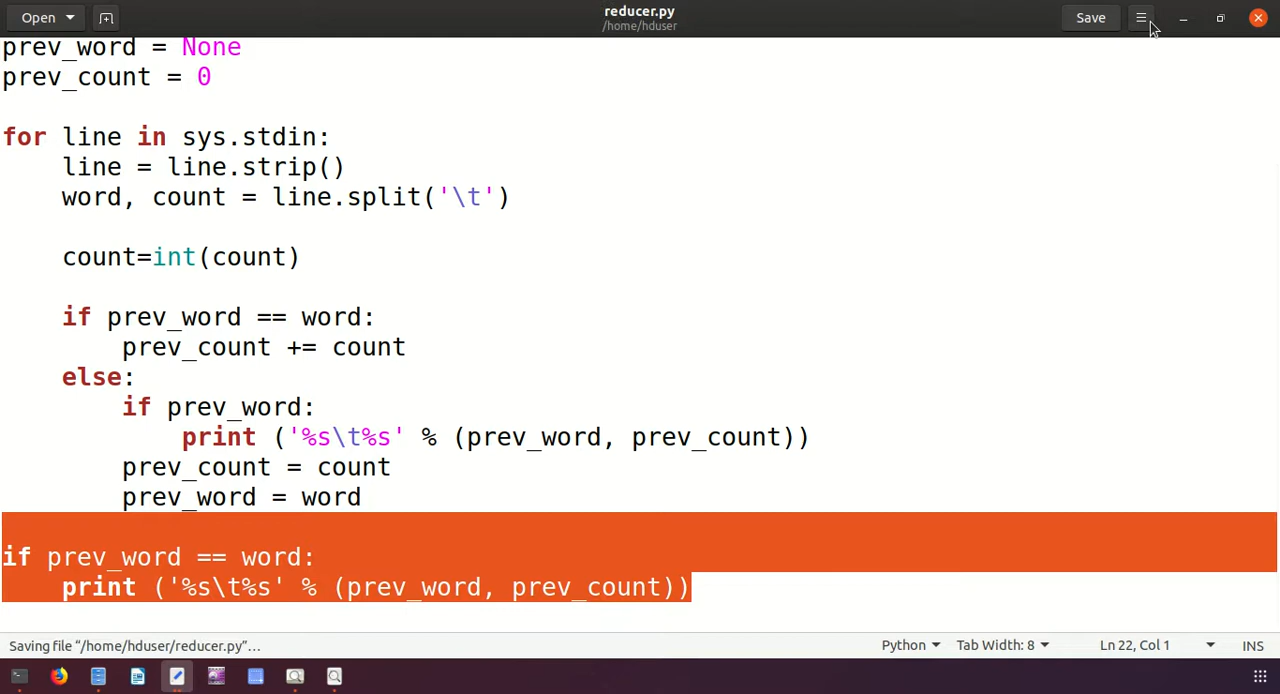 Open
reducer.py
/home/hduser
Save
prev_word = None
prev_count = 0
for line in sys.stdin:
    line = line.strip()
    word, count = line.split('\t')
    count=int(count)
    if prev_word == word:
        prev_count += count
    else:
        if prev_word:
            print ('%s\t%s' % (prev_word, prev_count))
        prev_count = count
        prev_word = word
if prev_word == word:
    print ('%s\t%s' % (prev_word, prev_count))
Saving file “/home/hduser/reducer.py”… Python Tab Width: 8 Ln 22, Col 1 INS